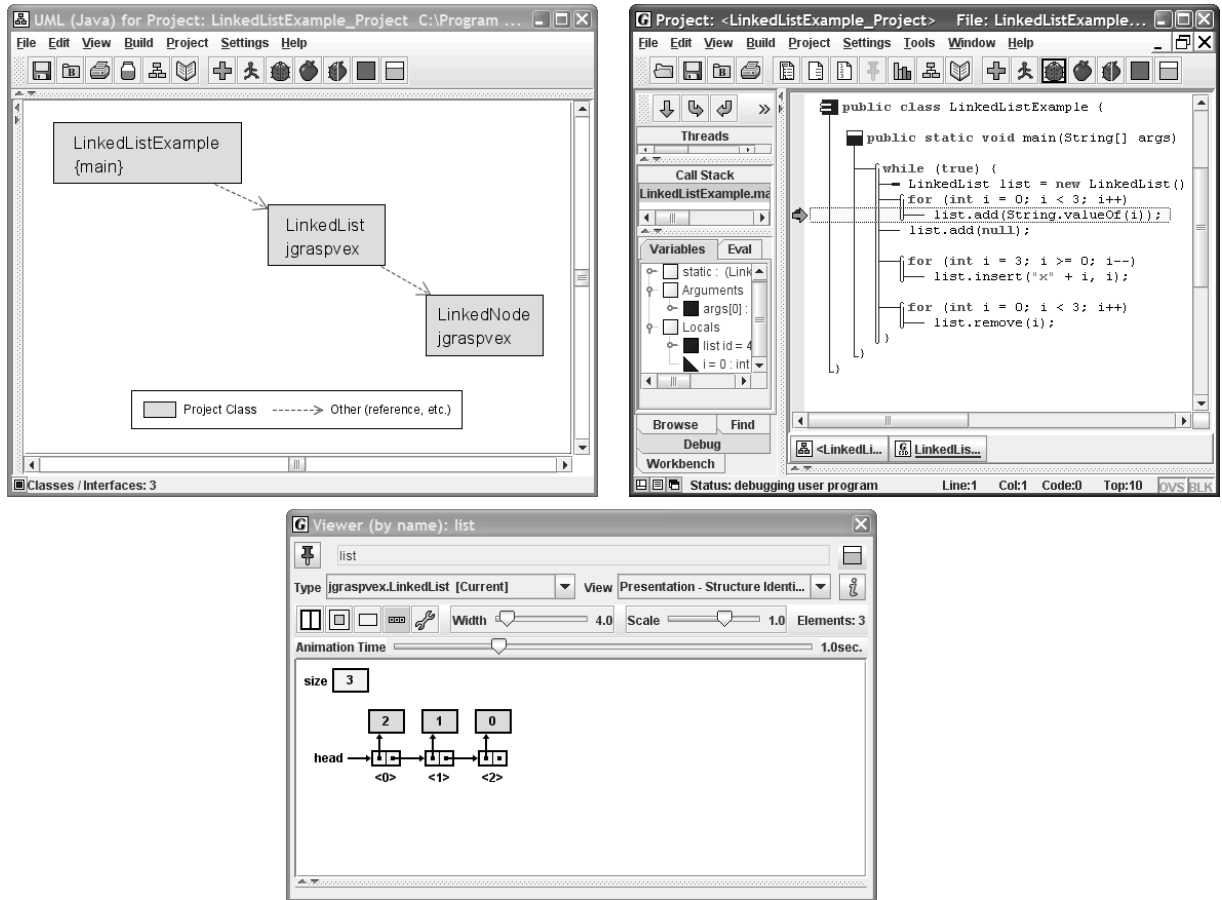 UML (Java) for Project: LinkedListExample_Project C:\Program ...
File Edit View Build Project Settings Help
LinkedListExample
{main}
LinkedList
jgraspvex
LinkedNode
jgraspvex
Project Class
Other (reference, etc.)
Classes / Interfaces: 3
Project: <LinkedListExample_Project> File: LinkedListExample...
File Edit View Build Project Settings Tools Window Help
Threads
Call Stack
LinkedListExample.ma
Variables Eval
static : (Link
Arguments
args[0] :
Locals
list id = 4
i = 0 : int
Browse Find
Debug
Workbench
public class LinkedListExample {
public static void main(String[] args)
while (true) {
LinkedList list = new LinkedList()
for (int i = 0; i < 3; i++)
list.add(String.valueOf(i));
list.add(null);
for (int i = 3; i >= 0; i--)
list.insert("x" + i, i);
for (int i = 0; i < 3; i++)
list.remove(i);
}
}
}
<LinkedLi... LinkedLis...
Status: debugging user program Line:1 Col:1 Code:0 Top:10 OVS BLK
Viewer (by name): list
list
Type jgraspvex.LinkedList [Current] View Presentation - Structure Identi...
Width 4.0 Scale 1.0 Elements: 3
Animation Time 1.0sec.
size 3
2 1 0
head
<0> <1> <2>